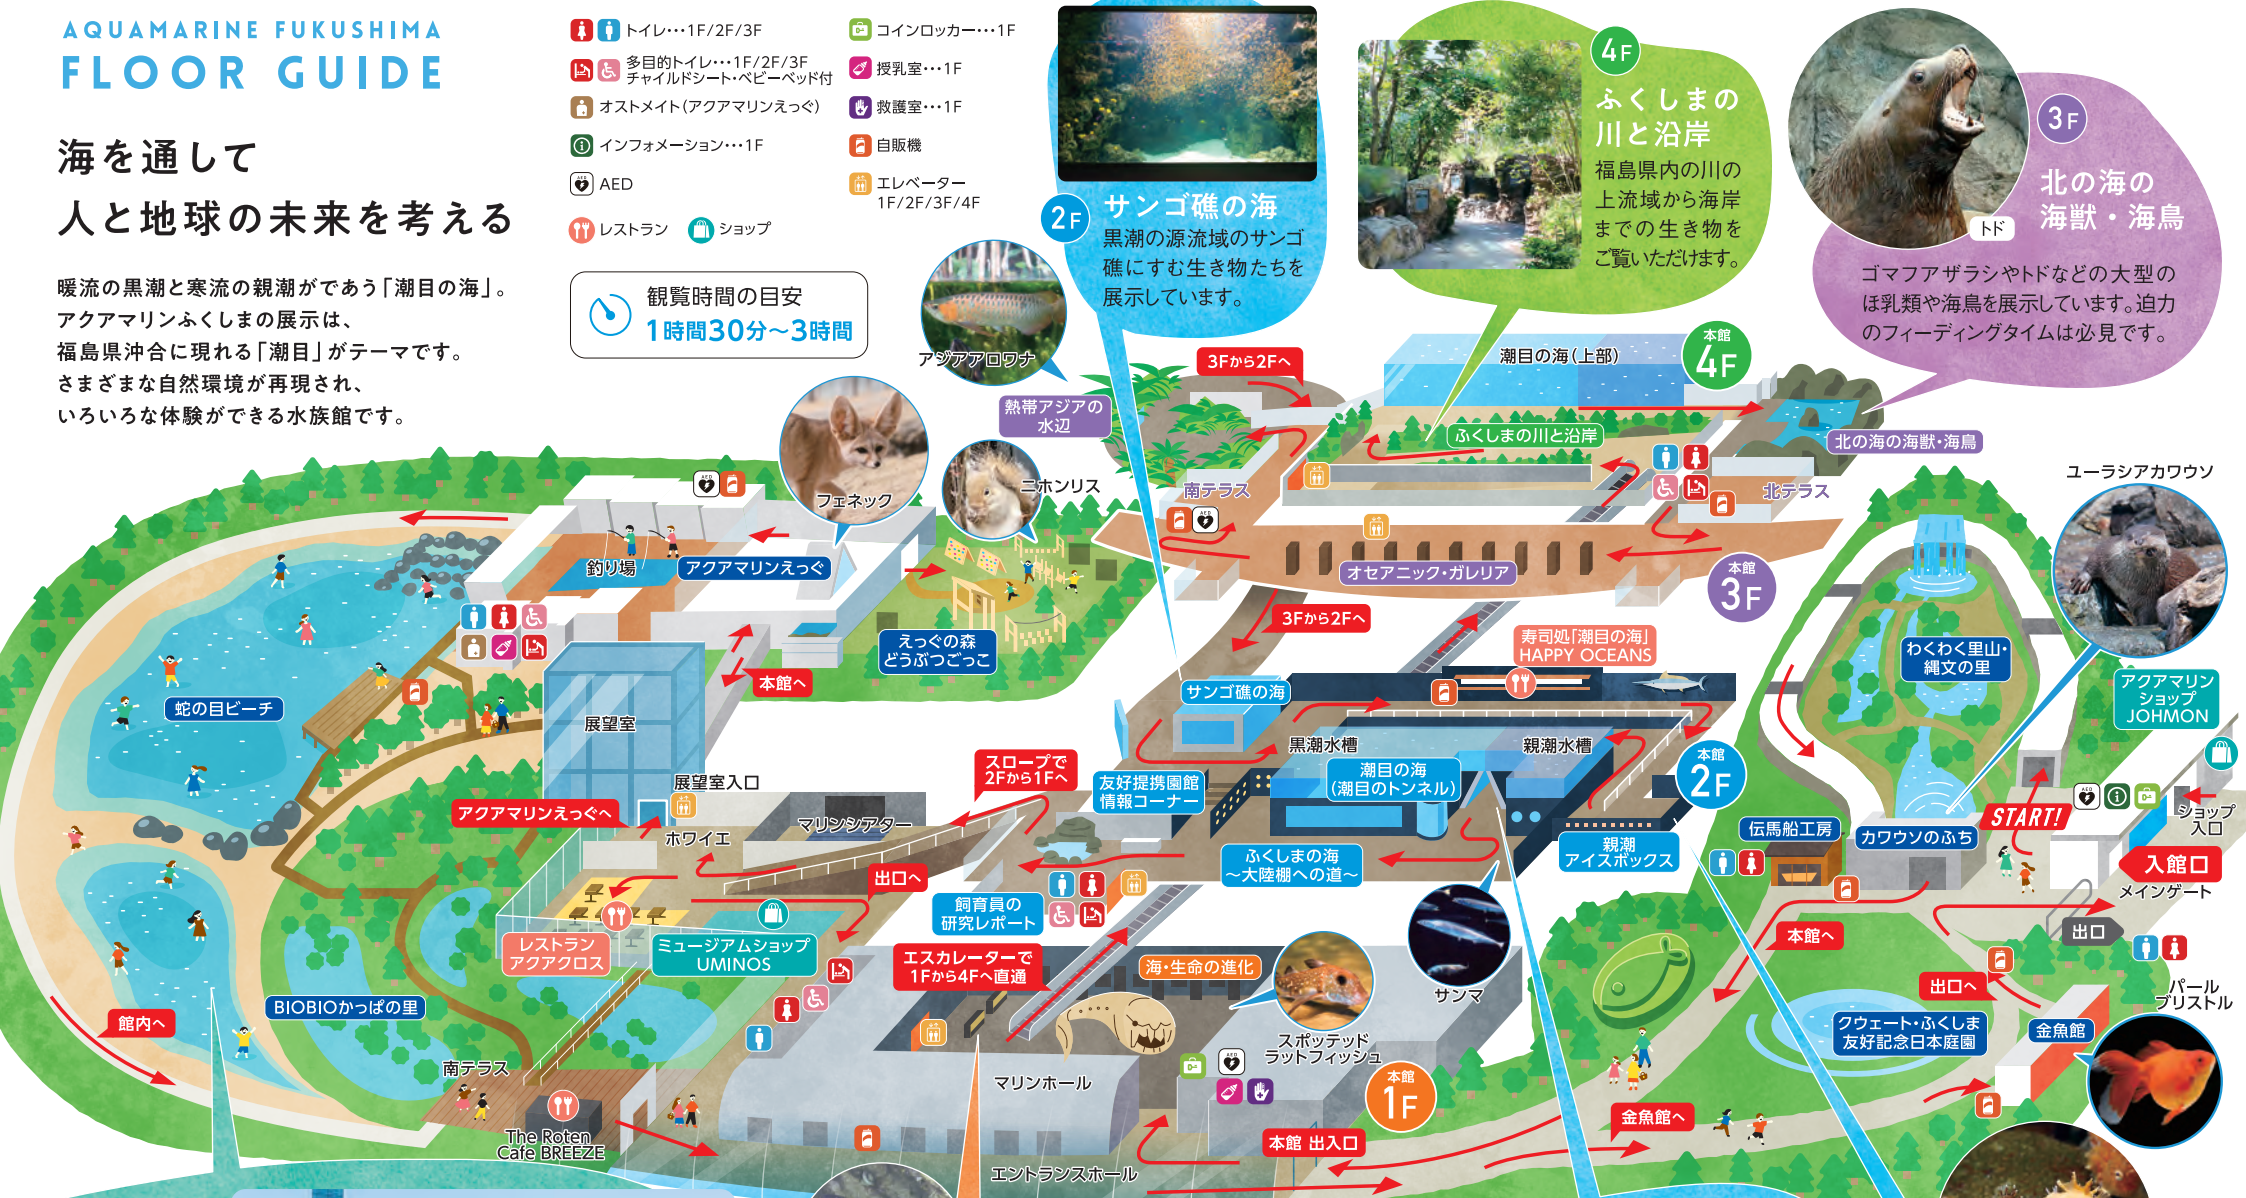 AQUAMARINE FUKUSHIMA
FLOOR GUIDE
海を通して
人と地球の未来を考える
暖流の黒潮と寒流の親潮がであう「潮目の海」。
アクアマリンふくしまの展示は、
福島県沖合に現れる「潮目」がテーマです。
さまざまな自然環境が再現され、
いろいろな体験ができる水族館です。
トイレ･･･1F/2F/3F
多目的トイレ･･･1F/2F/3F
チャイルドシート・ベビーベッド付
オストメイト(アクアマリンえっぐ)
インフォメーション･･･1F
AED
レストラン
ショップ
コインロッカー･･･1F
授乳室･･･1F
救護室･･･1F
自販機
エレベーター
1F/2F/3F/4F
観覧時間の目安
1時間30分〜3時間
2F
サンゴ礁の海
黒潮の源流域のサンゴ
礁にすむ生き物たちを
展示しています。
4F
ふくしまの
川と沿岸
福島県内の川の
上流域から海岸
までの生き物を
ご覧いただけます。
3F
北の海の
海獣・海鳥
トド
ゴマフアザラシやトドなどの大型の
ほ乳類や海鳥を展示しています。迫力
のフィーディングタイムは必見です。
アジアアロワナ
フェネック
ニホンリス
熱帯アジアの
水辺
3Fから2Fへ
潮目の海(上部)
本館
4F
ふくしまの川と沿岸
北の海の海獣・海鳥
南テラス
北テラス
オセアニック・ガレリア
本館
3F
3Fから2Fへ
釣り場
アクアマリンえっぐ
えっぐの森
どうぶつごっこ
本館へ
蛇の目ビーチ
展望室
展望室入口
アクアマリンえっぐへ
ホワイエ
マリンシアター
スロープで
2Fから1Fへ
サンゴ礁の海
寿司処「潮目の海」
HAPPY OCEANS
黒潮水槽
親潮水槽
友好提携園館
情報コーナー
潮目の海
(潮目のトンネル)
本館
2F
親潮
アイスボックス
ふくしまの海
〜大陸棚への道〜
出口へ
飼育員の
研究レポート
レストラン
アクアクロス
ミュージアムショップ
UMINOS
エスカレーターで
1Fから4Fへ直通
海・生命の進化
サンマ
スポッテッド
ラットフィッシュ
BIOBIOかっぱの里
館内へ
南テラス
The Roten
Cafe BREEZE
マリンホール
本館
1F
エントランスホール
本館 出入口
ユーラシアカワウソ
わくわく里山・
縄文の里
アクアマリン
ショップ
JOHMON
START!
ショップ
入口
伝馬船工房
カワウソのふち
入館口
メインゲート
出口
本館へ
出口へ
クウェート・ふくしま
友好記念日本庭園
金魚館
パール
ブリストル
金魚館へ